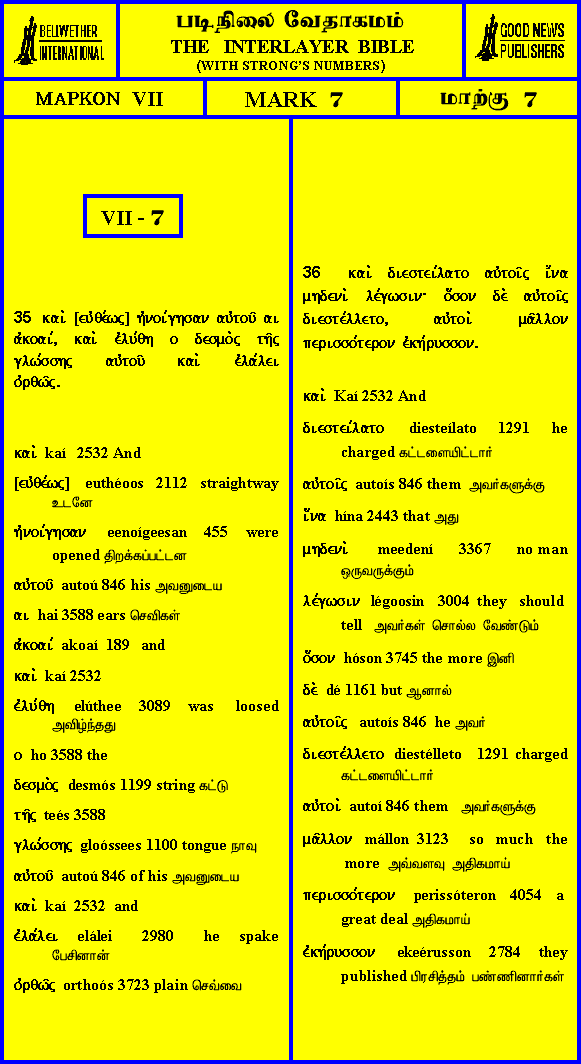 BELLWETHER
INTERNATIONAL
படிநிலை வேதாகமம்
THE INTERLAYER BIBLE
(WITH STRONG'S NUMBERS)
GOOD NEWS
PUBLISHERS
ΜΑΡΚΟΝ VII
MARK 7
மாற்கு 7
VII - 7
35 καὶ [εὐθέως] ἠνοίγησαν αὐτοῦ αι
ἀκοαί, καὶ ἐλύθη ο δεσμὸς τῆς
γλώσσης αὐτοῦ καὶ ἐλάλει
ὀρθῶς.
καὶ kaí 2532 And
[εὐθέως] euthéoos 2112 straightway
உடனே
ἠνοίγησαν eenoígeesan 455 were
opened திறக்கப்பட்டன
αὐτοῦ autoú 846 his அவனுடைய
αι hai 3588 ears செவிகள்
ἀκοαί akoaí 189 and
καὶ kaí 2532
ἐλύθη elúthee 3089 was loosed
அவிழ்ந்தது
ο ho 3588 the
δεσμὸς desmós 1199 string கட்டு
τῆς teés 3588
γλώσσης gloóssees 1100 tongue நாவு
αὐτοῦ autoú 846 of his அவனுடைய
καὶ kaí 2532 and
ἐλάλει elálei 2980 he spake
பேசினான்
ὀρθῶς orthoós 3723 plain செவ்வை
36 καὶ διεστείλατο αὐτοῖς ἵνα
μηδενὶ λέγωσιν· ὅσον δὲ αὐτοῖς
διεστέλλετο, αὐτοὶ μᾶλλον
περισσότερον ἐκήρυσσον.
καὶ Kaí 2532 And
διεστείλατο diesteílato 1291 he
charged கட்டளையிட்டார்
αὐτοῖς autoís 846 them அவர்களுக்கு
ἵνα hína 2443 that அது
μηδενὶ meedení 3367 no man
ஒருவருக்கும்
λέγωσιν légoosin 3004 they should
tell அவர்கள் சொல்ல வேண்டும்
ὅσον hóson 3745 the more இனி
δὲ dé 1161 but ஆனால்
αὐτοῖς autoís 846 he அவர்
διεστέλλετο diestélleto 1291 charged
கட்டளையிட்டார்
αὐτοὶ autoí 846 them அவர்களுக்கு
μᾶλλον mállon 3123 so much the
more அவ்வளவு அதிகமாய்
περισσότερον perissóteron 4054 a
great deal அதிகமாய்
ἐκήρυσσον ekeérusson 2784 they
published பிரசித்தம் பண்ணினார்கள்